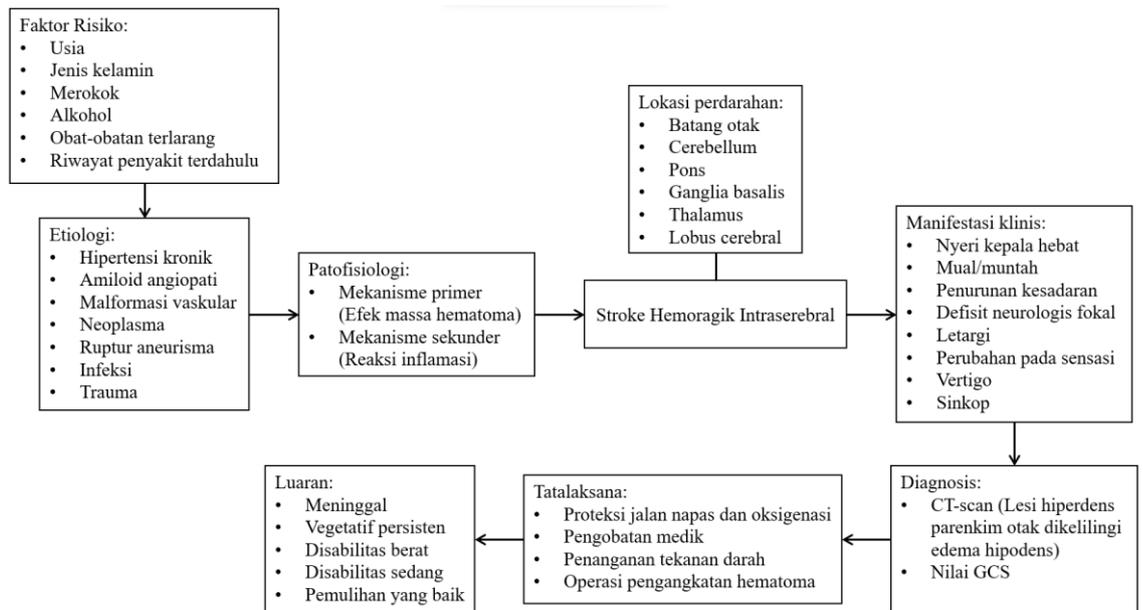 Faktor Risiko:
• Usia
• Jenis kelamin
• Merokok
• Alkohol
• Obat-obatan terlarang
• Riwayat penyakit terdahulu
Etiologi:
• Hipertensi kronik
• Amiloid angiopati
• Malformasi vaskular
• Neoplasma
• Ruptur aneurisma
• Infeksi
• Trauma
Patofisiologi:
• Mekanisme primer
(Efek massa hematoma)
• Mekanisme sekunder
(Reaksi inflamasi)
Lokasi perdarahan:
• Batang otak
• Cerebellum
• Pons
• Ganglia basalis
• Thalamus
• Lobus cerebral
Stroke Hemoragik Intraserebral
Manifestasi klinis:
• Nyeri kepala hebat
• Mual/muntah
• Penurunan kesadaran
• Defisit neurologis fokal
• Letargi
• Perubahan pada sensasi
• Vertigo
• Sinkop
Diagnosis:
• CT-scan (Lesi hiperdens
parenkim otak dikelilingi
edema hipodens)
• Nilai GCS
Tatalaksana:
• Proteksi jalan napas dan oksigenasi
• Pengobatan medik
• Penanganan tekanan darah
• Operasi pengangkatan hematoma
Luaran:
• Meninggal
• Vegetatif persisten
• Disabilitas berat
• Disabilitas sedang
• Pemulihan yang baik